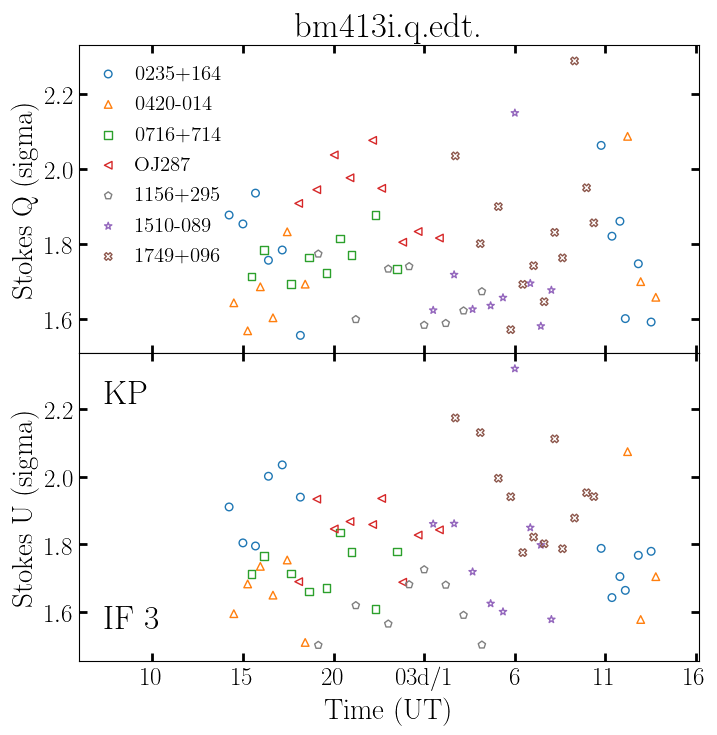 bm413i.q.edt.
Stokes Q (sigma)
2.2
2.0
1.8
1.6
0235+164
0420-014
0716+714
OJ287
1156+295
1510-089
1749+096
Stokes U (sigma)
2.2
2.0
1.8
1.6
KP
IF 3
10 15 20 03d/1 6 11 16
Time (UT)